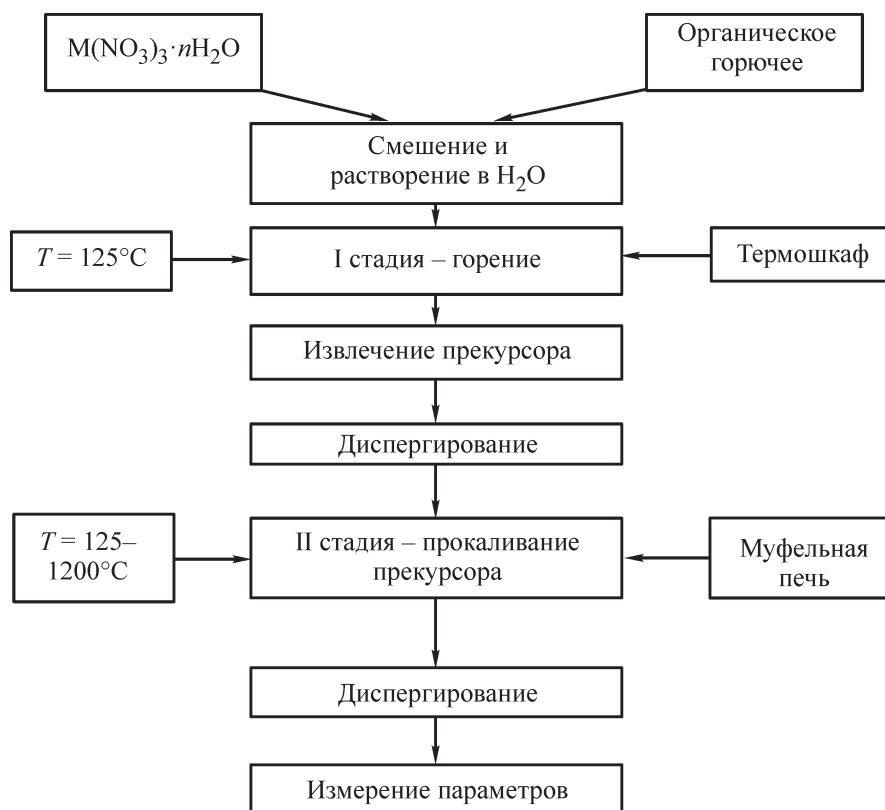 M(NO₃)₃·nH₂O
Органическое
горючее
Смешение и
растворение в H₂O
T = 125°C
I стадия – горение
Термошкаф
Извлечение прекурсора
Диспергирование
T = 125–
1200°C
II стадия – прокаливание
прекурсора
Муфельная
печь
Диспергирование
Измерение параметров